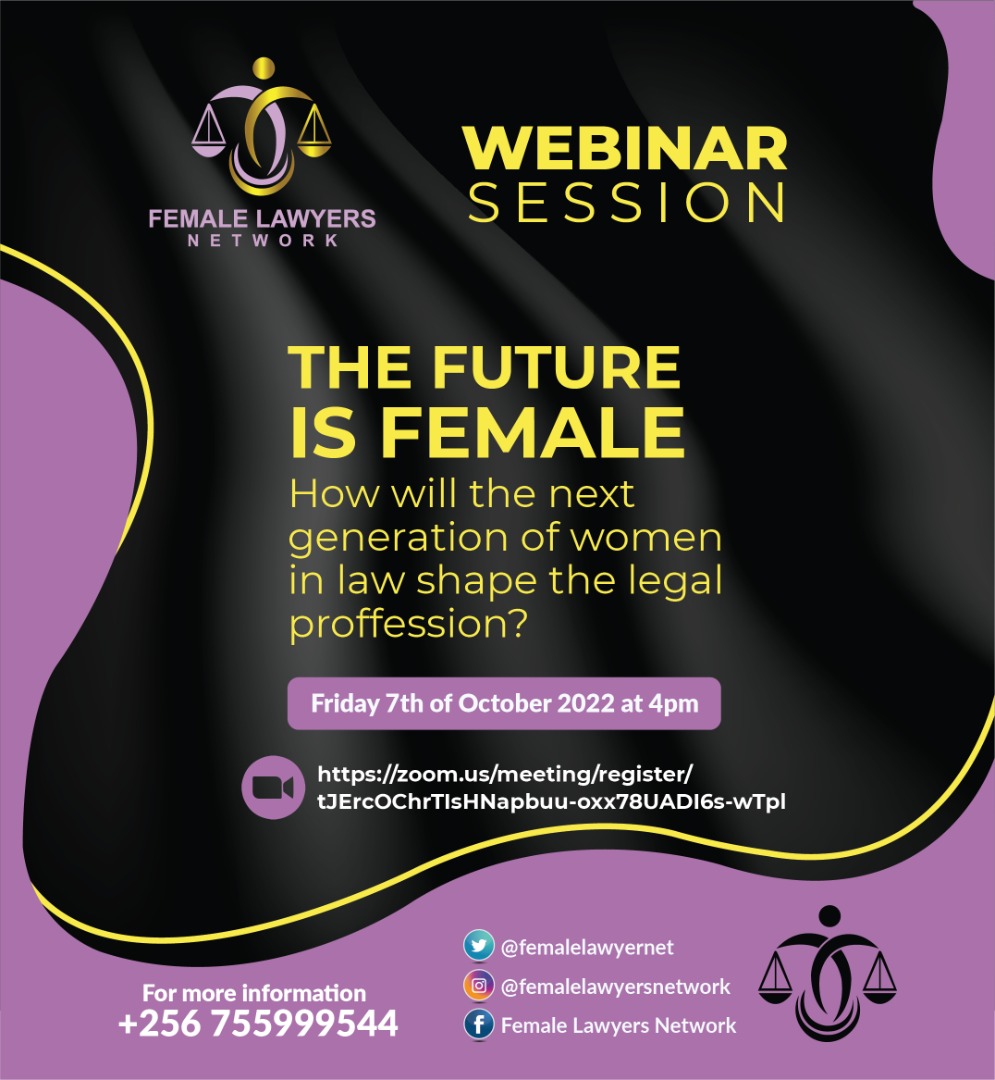 FEMALE LAWYERS
NETWORK
WEBINAR
SESSION
THE FUTURE
IS FEMALE
How will the next
generation of women
in law shape the legal
proffession?
Friday 7th of October 2022 at 4pm
https://zoom.us/meeting/register/
tJErcOChrTIsHNapbuu-oxx78UADI6s-wTpl
For more information
+256 755999544
@femalelawyernet
@femalelawyersnetwork
Female Lawyers Network